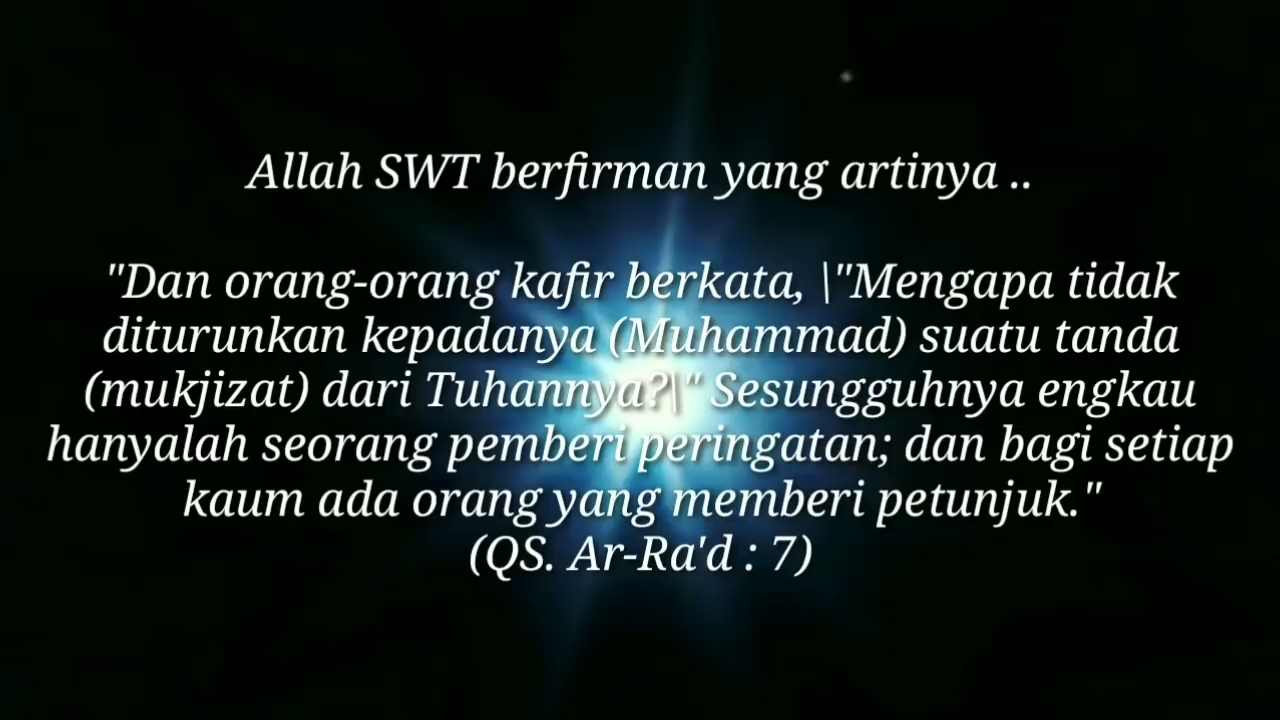 Allah SWT berfirman yang artinya ..
"Dan orang-orang kafir berkata, \"Mengapa tidak
diturunkan kepadanya (Muhammad) suatu tanda
(mukjizat) dari Tuhannya?\" Sesungguhnya engkau
hanyalah seorang pemberi peringatan; dan bagi setiap
kaum ada orang yang memberi petunjuk."
(QS. Ar-Ra'd : 7)